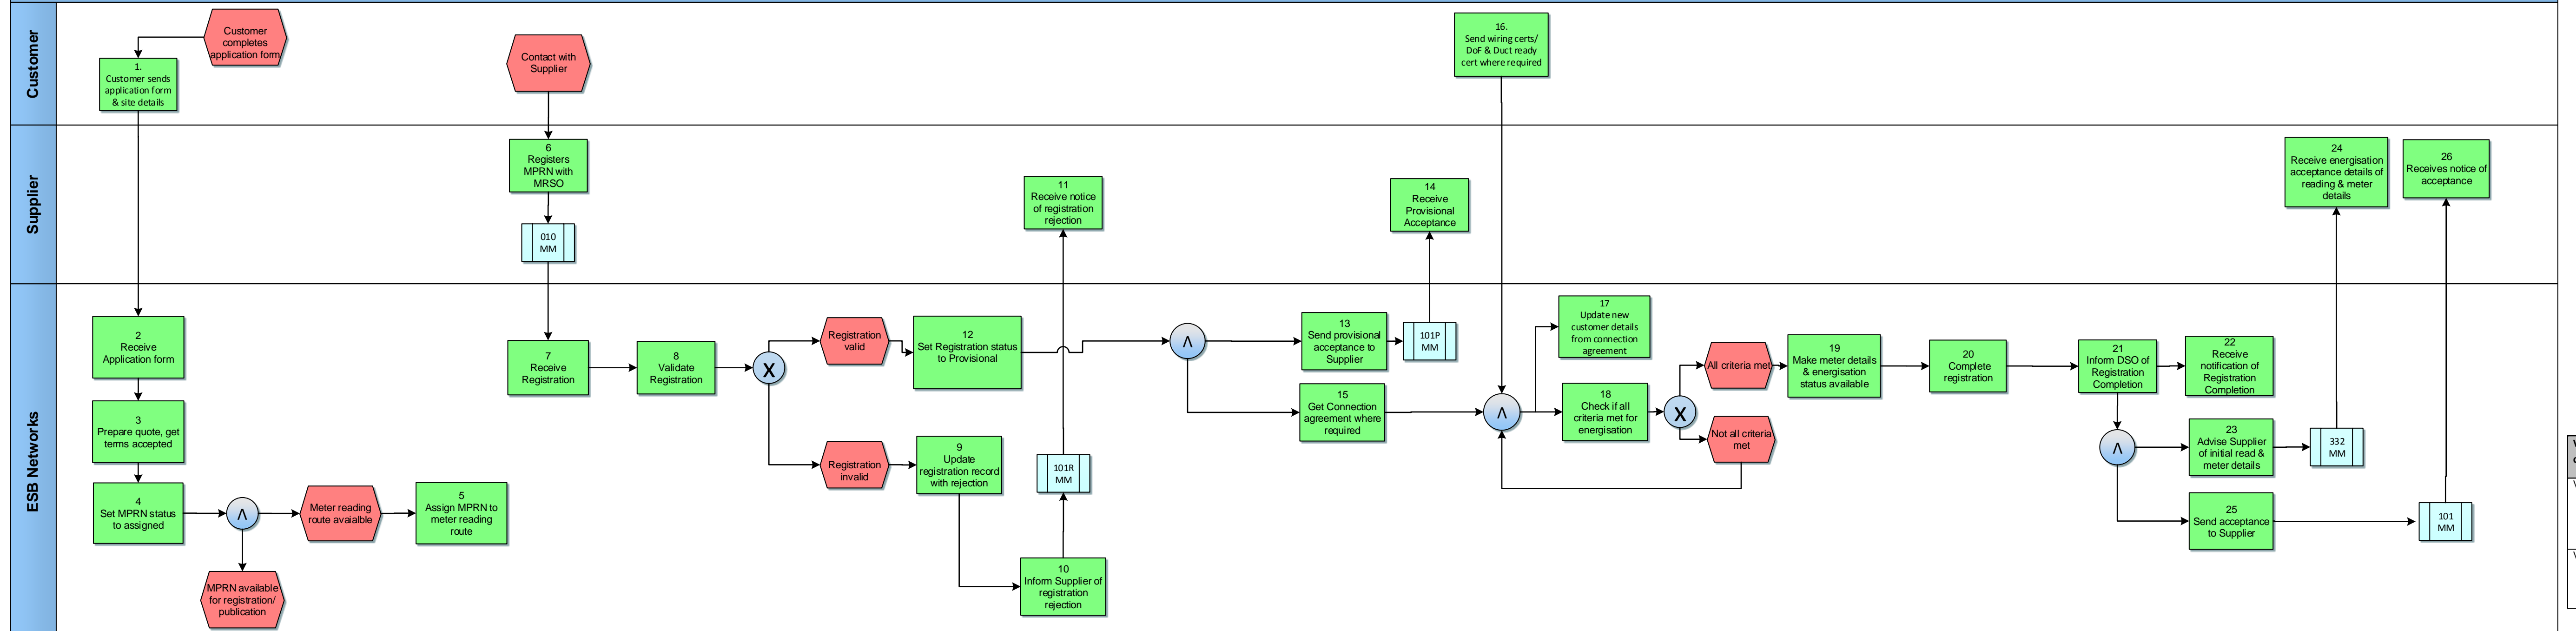 Customer
Customer
completes
application form
1.
Customer sends
application form
& site details
Contact with
Supplier
16.
Send wiring certs/
DoF & Duct ready
cert where required
Supplier
6
Registers
MPRN with
MRSO
010
MM
11
Receive notice
of registration
rejection
14
Receive
Provisional
Acceptance
24
Receive energisation
acceptance details of
reading & meter
details
26
Receives notice of
acceptance
ESB Networks
2
Receive
Application form
3
Prepare quote, get
terms accepted
4
Set MPRN status
to assigned
Λ
Meter reading
route avaialble
5
Assign MPRN to
meter reading
route
MPRN available
for registration/
publication
7
Receive
Registration
8
Validate
Registration
X
Registration
valid
Registration
invalid
12
Set Registration status
to Provisional
9
Update
registration record
with rejection
10
Inform Supplier of
registration
rejection
101R
MM
Λ
13
Send provisional
acceptance to
Supplier
101P
MM
15
Get Connection
agreement where
required
Λ
17
Update new
customer details
from connection
agreement
18
Check if all
criteria met for
energisation
X
All criteria met
Not all criteria
met
19
Make meter details
& energisation
status available
20
Complete
registration
21
Inform DSO of
Registration
Completion
22
Receive
notification of
Registration
Completion
Λ
23
Advise Supplier
of initial read &
meter details
332
MM
25
Send acceptance
to Supplier
101
MM